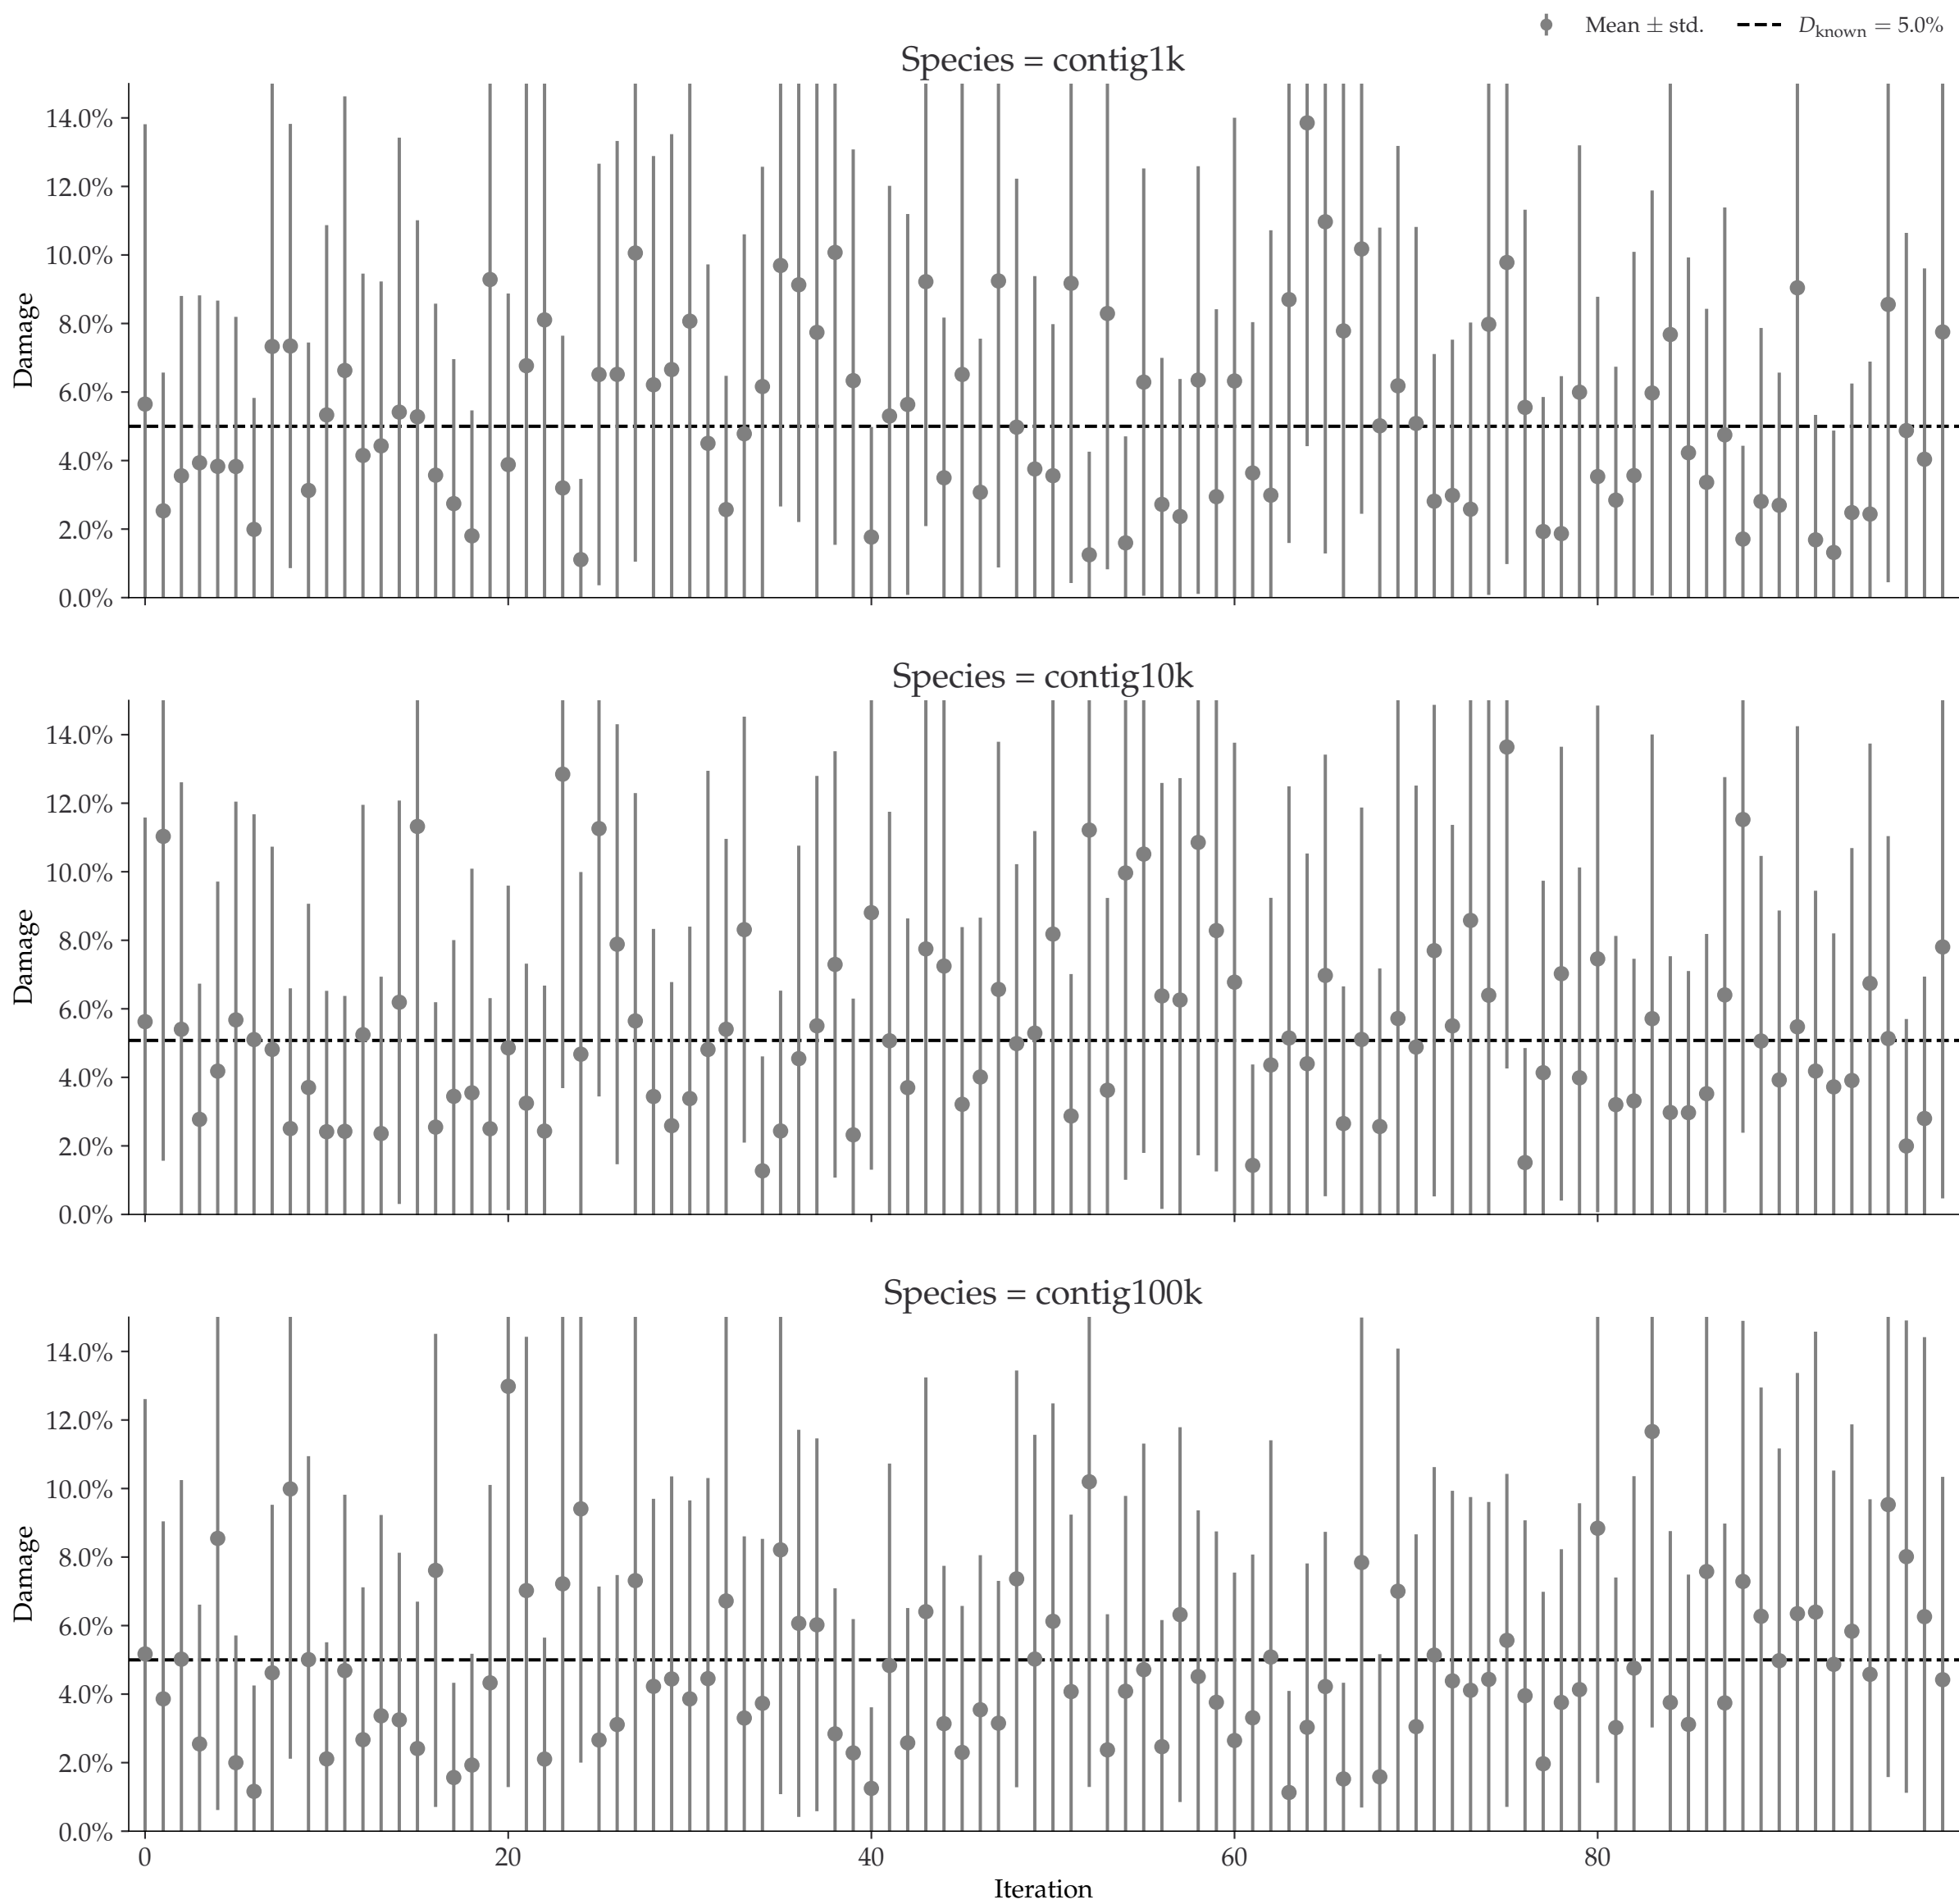 Mean ± std.
D_known = 5.0%
Species = contig1k
14.0%
12.0%
10.0%
8.0%
6.0%
4.0%
2.0%
0.0%
Damage
Species = contig10k
14.0%
12.0%
10.0%
8.0%
6.0%
4.0%
2.0%
0.0%
Damage
Species = contig100k
14.0%
12.0%
10.0%
8.0%
6.0%
4.0%
2.0%
0.0%
Damage
0 20 40 60 80
Iteration